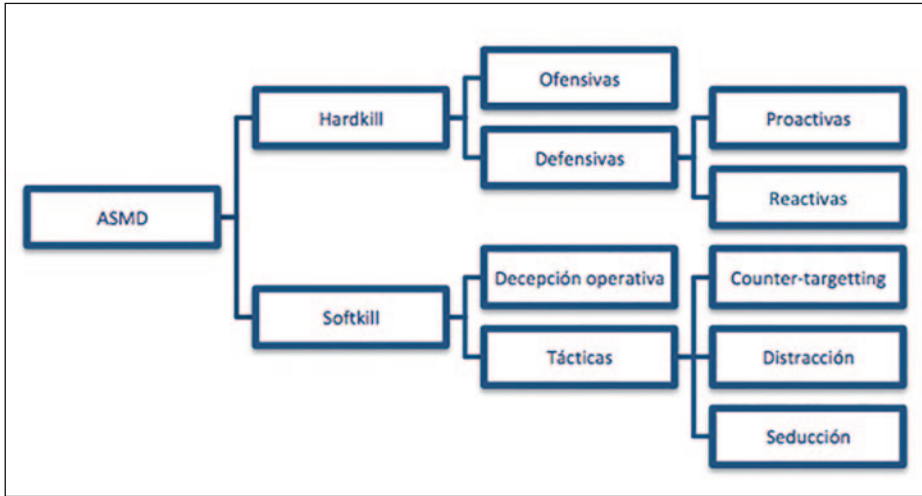 ASMD
Hardkill
Ofensivas
Defensivas
Proactivas
Reactivas
Softkill
Decepción operativa
Tácticas
Counter-targetting
Distracción
Seducción